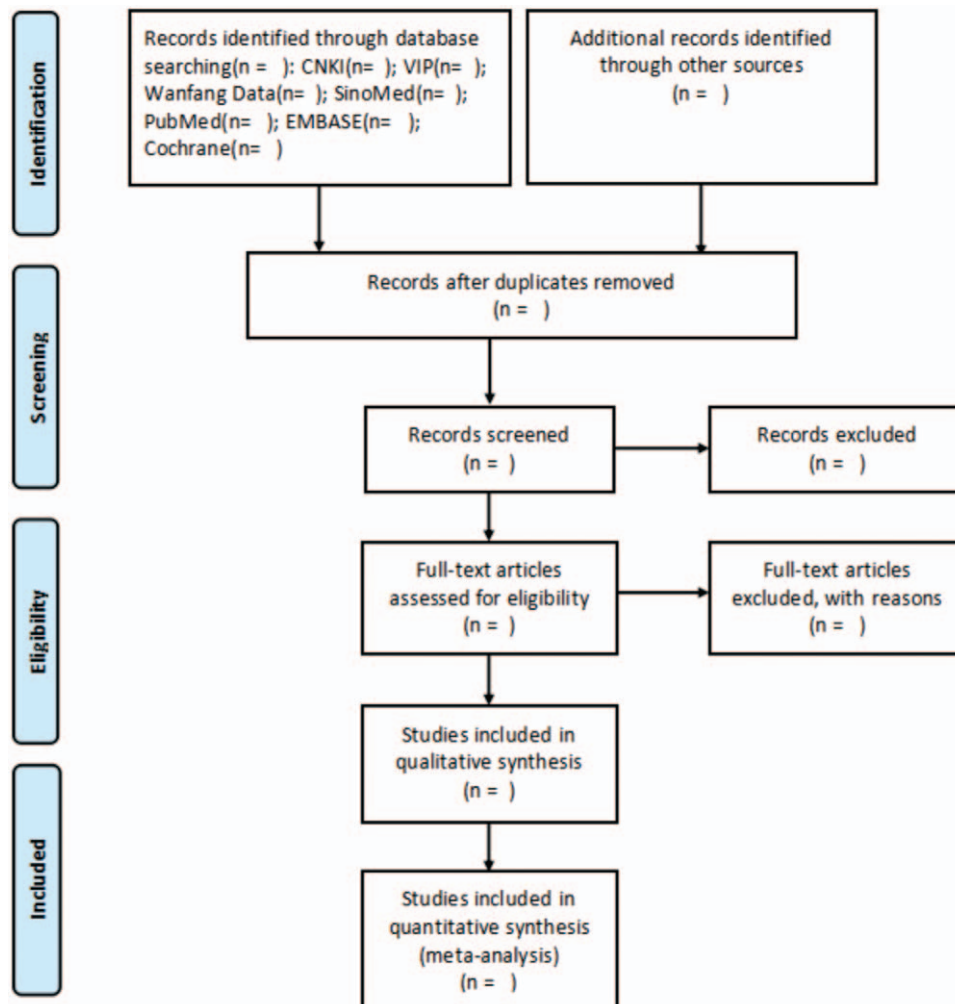 Identification
Records identified through database
searching(n =  ): CNKI(n=  ); VIP(n=  );
Wanfang Data(n=  ); SinoMed(n=  );
PubMed(n=  ); EMBASE(n=  );
Cochrane(n=  )
Additional records identified
through other sources
(n =  )
Screening
Records after duplicates removed
(n =  )
Records screened
(n =  )
Records excluded
(n =  )
Eligibility
Full-text articles
assessed for eligibility
(n =  )
Full-text articles
excluded, with reasons
(n =  )
Studies included in
qualitative synthesis
(n =  )
Included
Studies included in
quantitative synthesis
(meta-analysis)
(n =  )